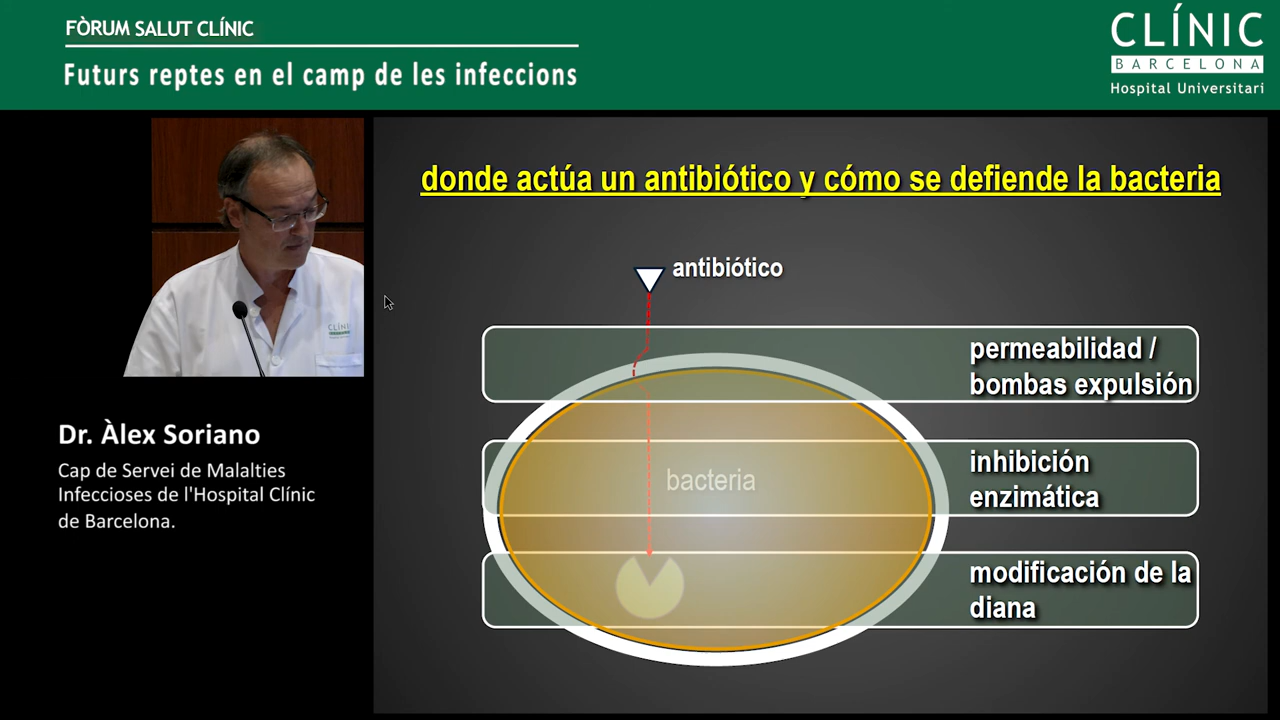 FÒRUM SALUT CLÍNIC
Futurs reptes en el camp de les infeccions
CLÍNIC
BARCELONA
Hospital Universitari
donde actúa un antibiótico y cómo se defiende la bacteria
antibiótico
permeabilidad /
bombas expulsión
inhibición
enzimática
bacteria
modificación de la
diana
CLÍNIC
Dr. Àlex Soriano
Cap de Servei de Malalties
Infeccioses de l'Hospital Clínic
de Barcelona.